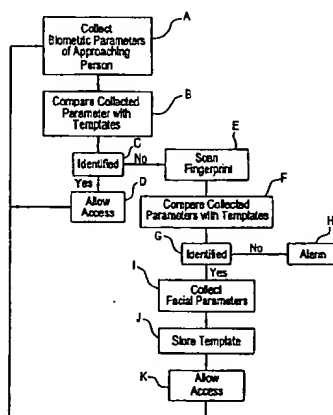 A
Collect
Biometric Parameters
of Approaching
Person
B
Compare Collected
Parameter with
Templates
C
Identified
No
E
Scan
Fingerprint
Yes
D
Allow
Access
F
Compare Collected
Parameters with Templates
G
Identified
No
H
Alarm
Yes
I
Collect
Facial Parameters
J
Store Template
K
Allow
Access